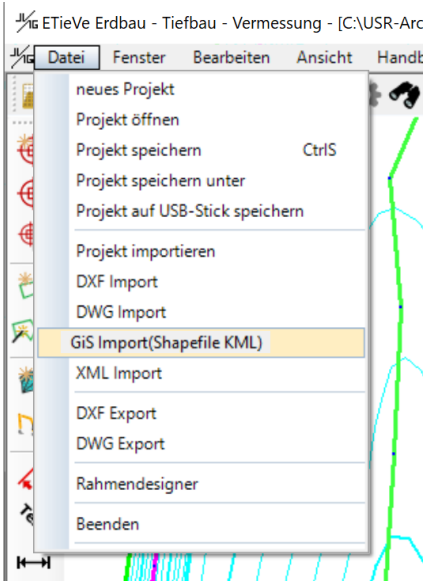 ETieVe Erdbau - Tiefbau - Vermessung - [C:\USR-Arc
Datei Fenster Bearbeiten Ansicht Handb
neues Projekt
Projekt öffnen
Projekt speichern CtrlS
Projekt speichern unter
Projekt auf USB-Stick speichern
Projekt importieren
DXF Import
DWG Import
GiS Import(Shapefile KML)
XML Import
DXF Export
DWG Export
Rahmendesigner
Beenden